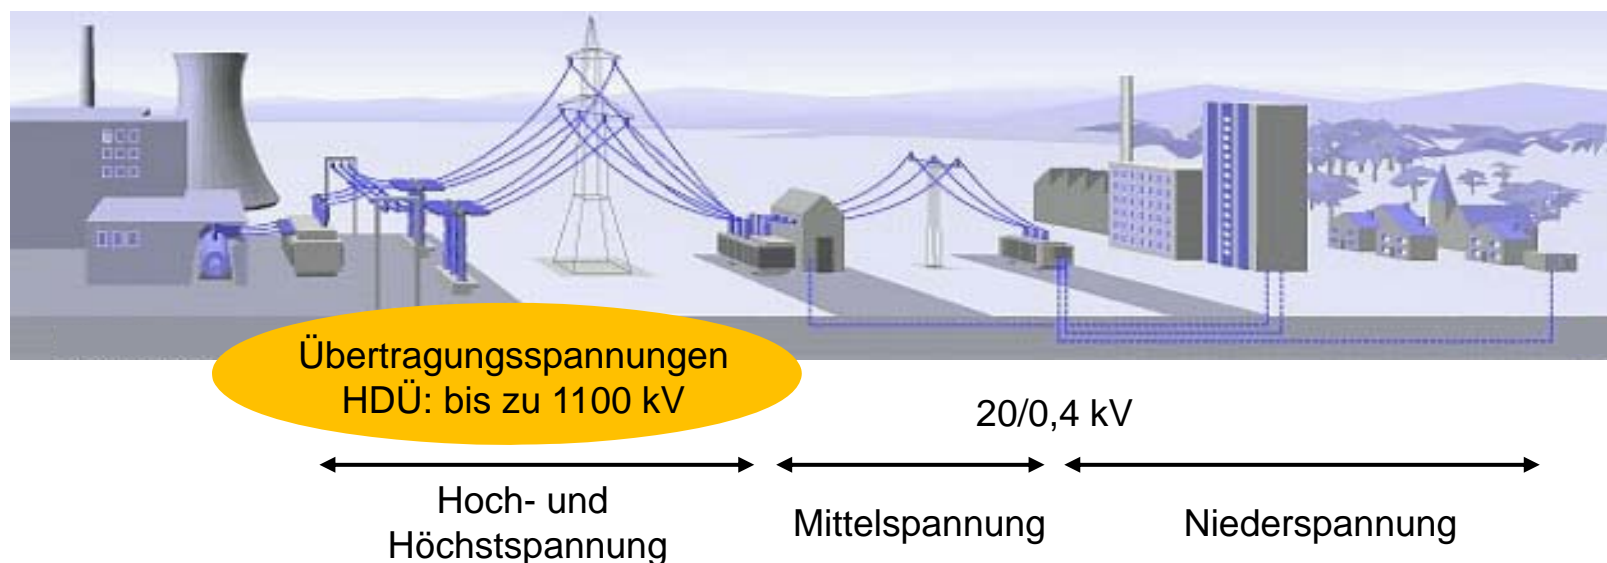 Übertragungsspannungen
HDÜ: bis zu 1100 kV
20/0,4 kV
Hoch- und
Höchstspannung
Mittelspannung
Niederspannung